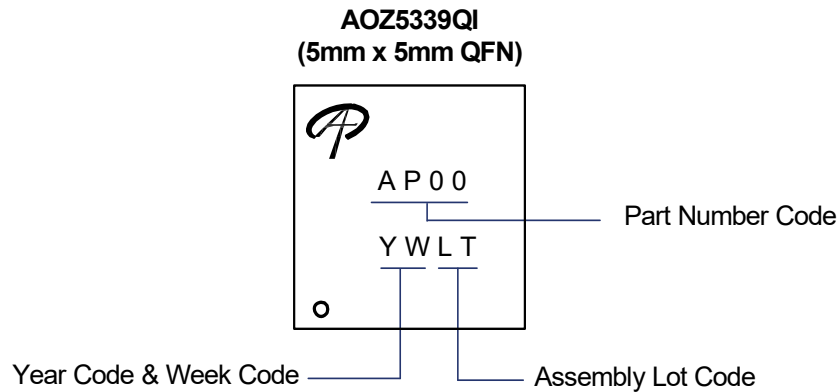 AOZ5339QI
(5mm x 5mm QFN)
AP00
Part Number Code
YWLT
Year Code & Week Code
Assembly Lot Code